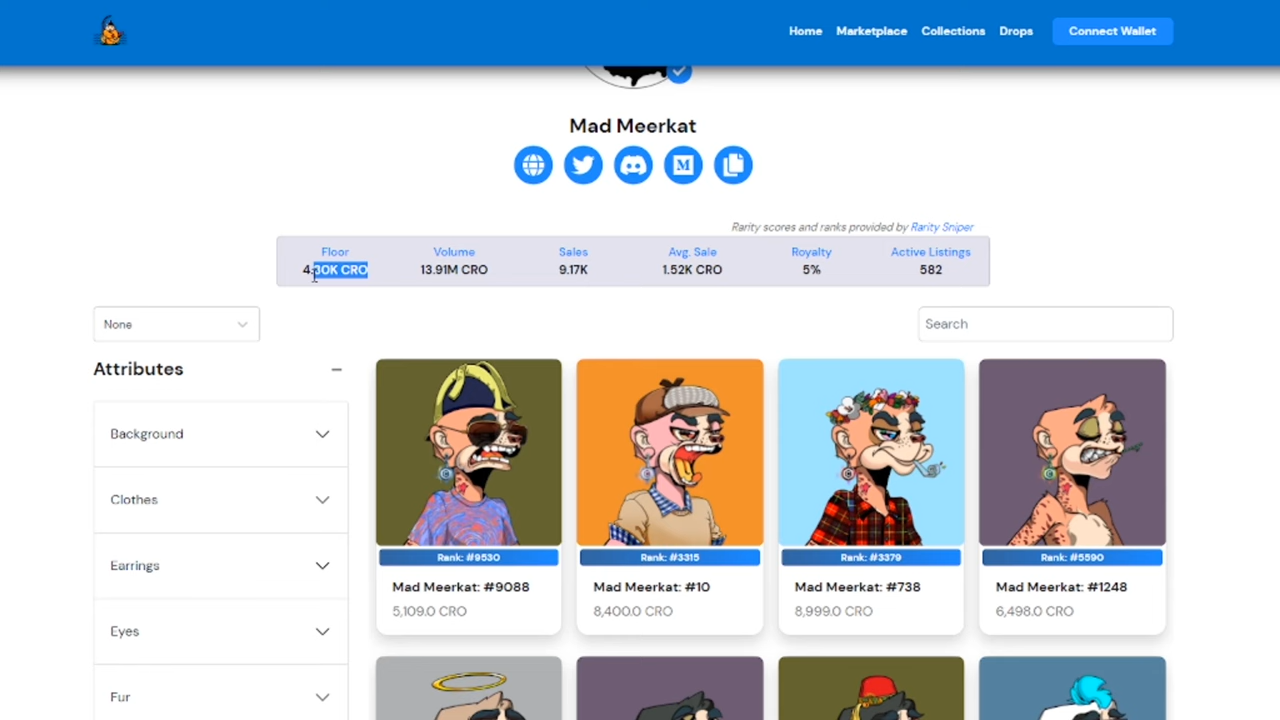 Home Marketplace Collections Drops Connect Wallet
Mad Meerkat
Rarity scores and ranks provided by Rarity Sniper
Floor Volume Sales Avg. Sale Royalty Active Listings
4.30K CRO 13.91M CRO 9.17K 1.52K CRO 5% 582
None Search
Attributes
Background
Clothes
Earrings
Eyes
Fur
Rank: #9530 Rank: #3315 Rank: #3379 Rank: #5590
Mad Meerkat: #9088 Mad Meerkat: #10 Mad Meerkat: #738 Mad Meerkat: #1248
5,109.0 CRO 8,400.0 CRO 8,999.0 CRO 6,498.0 CRO